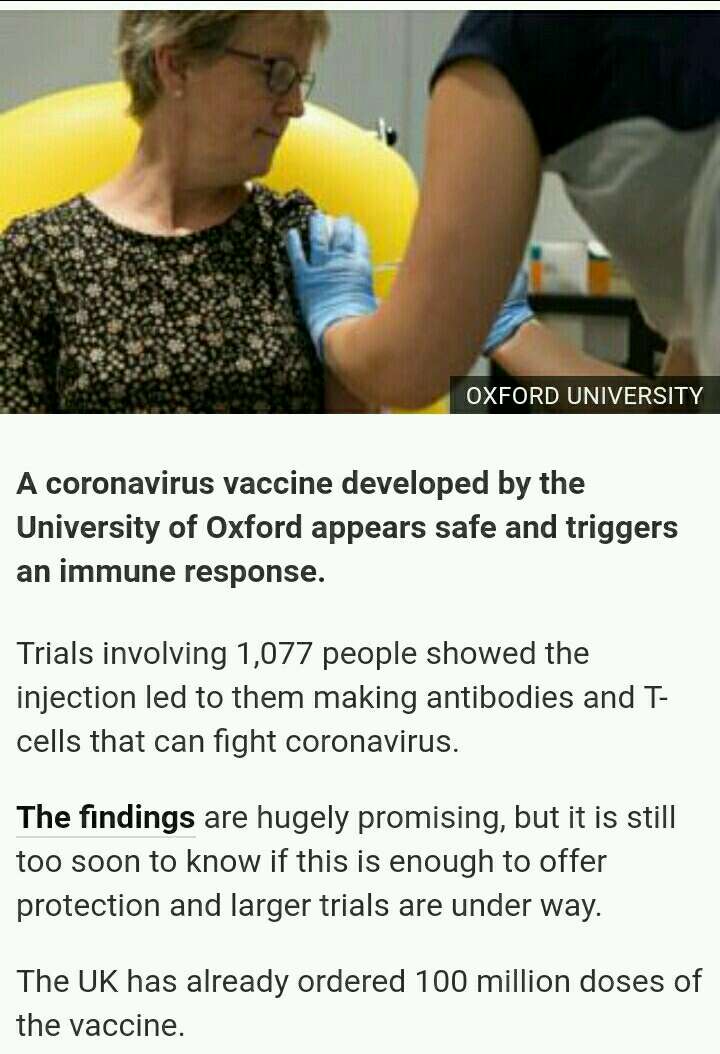 OXFORD UNIVERSITY
A coronavirus vaccine developed by the
University of Oxford appears safe and triggers
an immune response.
Trials involving 1,077 people showed the
injection led to them making antibodies and T-
cells that can fight coronavirus.
The findings are hugely promising, but it is still
too soon to know if this is enough to offer
protection and larger trials are under way.
The UK has already ordered 100 million doses of
the vaccine.